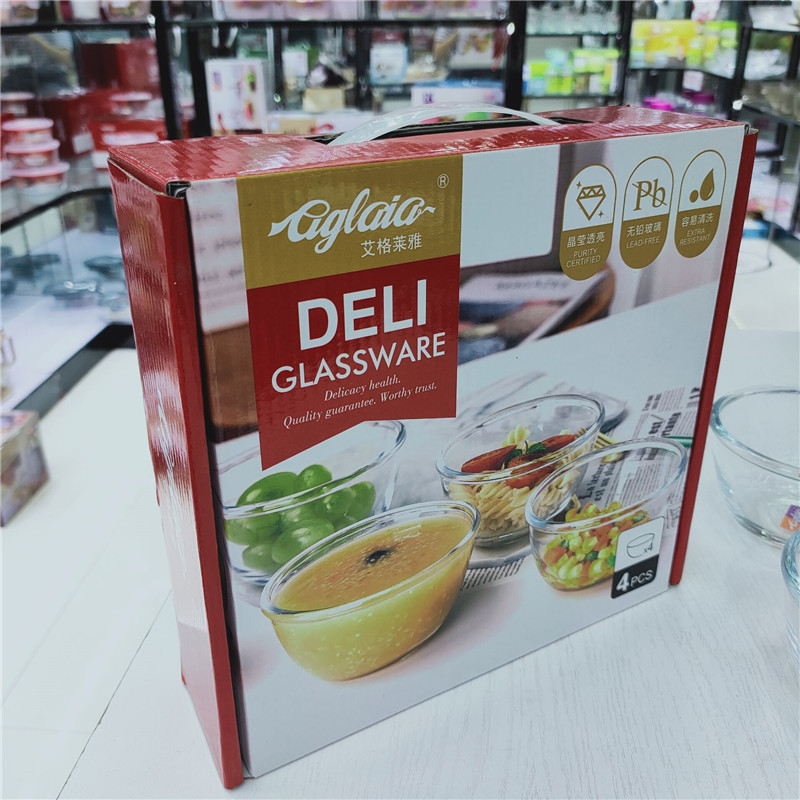 aglaia®
艾格莱雅
DELI
GLASSWARE
Delicacy health.
Quality guarantee. Worthy trust.
晶莹透亮
PURITY
CERTIFIED
Pb
无铅玻璃
LEAD-FREE
容易清洗
EXTRA
RESISTANT
x4
4PCS